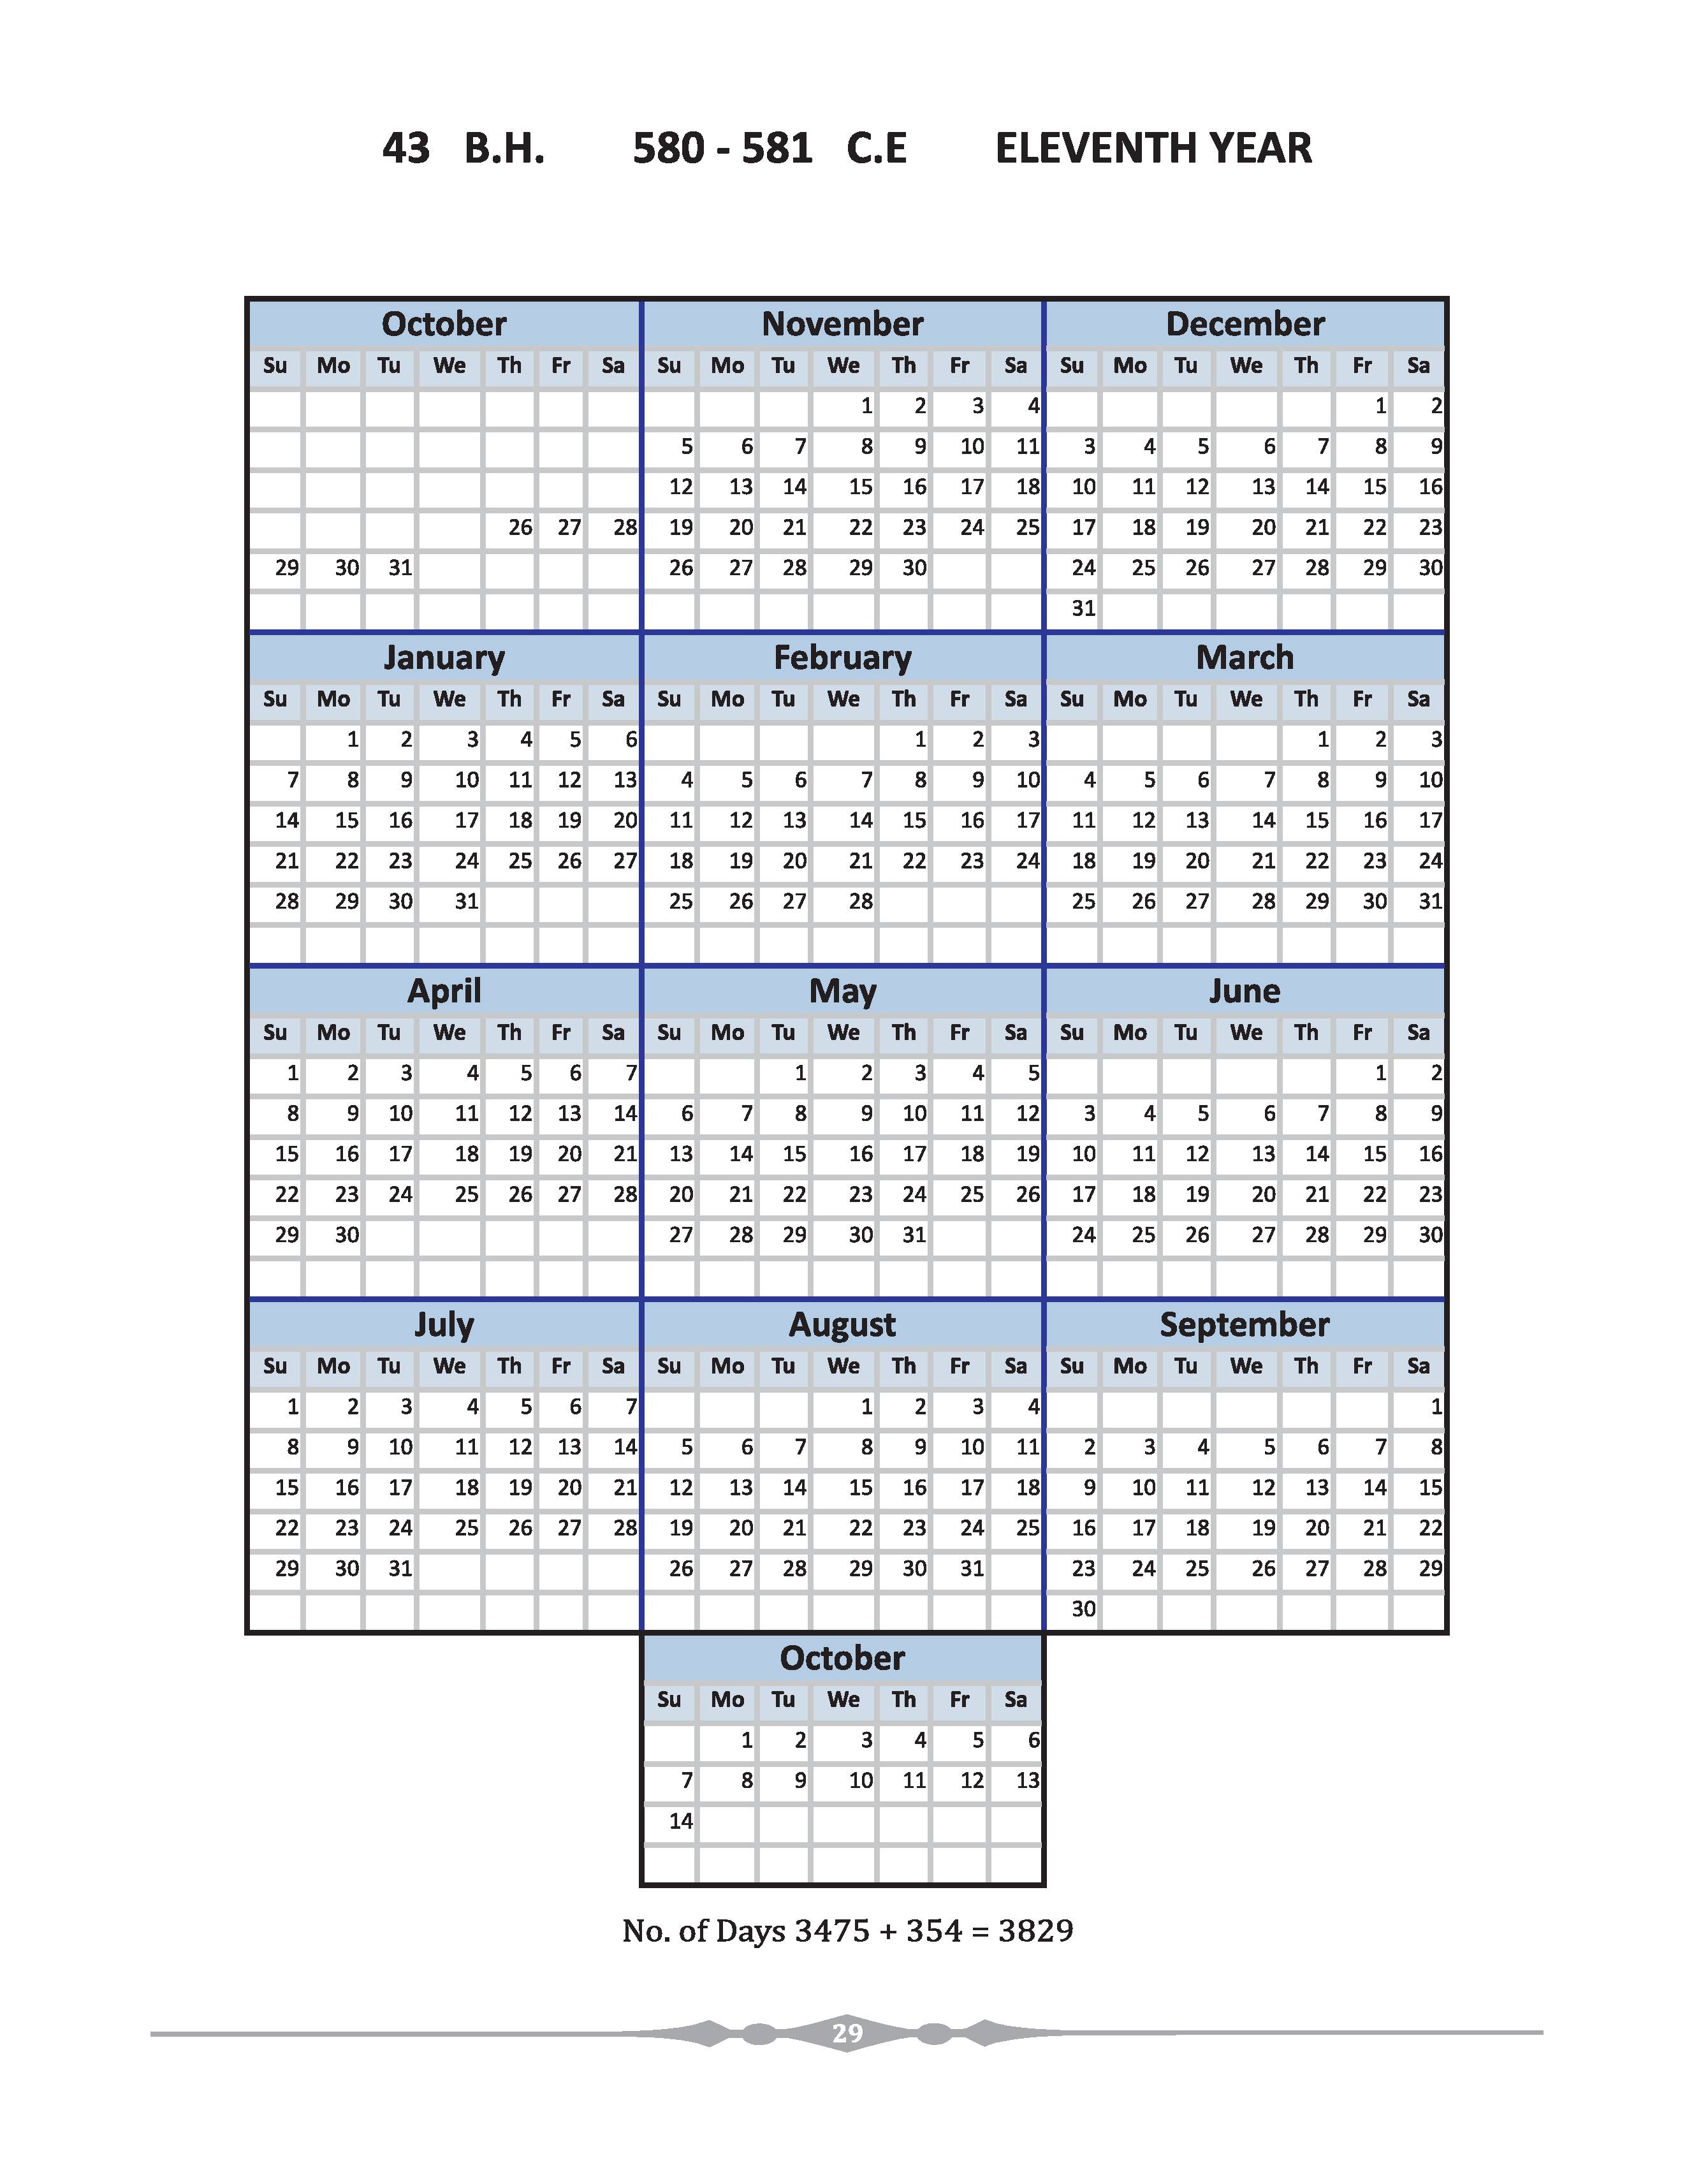 43 B.H. 580 - 581 C.E ELEVENTH YEAR
October November December
Su Mo Tu We Th Fr Sa Su Mo Tu We Th Fr Sa Su Mo Tu We Th Fr Sa
1 2 3 4 1 2
5 6 7 8 9 10 11 3 4 5 6 7 8 9
12 13 14 15 16 17 18 10 11 12 13 14 15 16
26 27 28 19 20 21 22 23 24 25 17 18 19 20 21 22 23
29 30 31 26 27 28 29 30 24 25 26 27 28 29 30
31
January February March
Su Mo Tu We Th Fr Sa Su Mo Tu We Th Fr Sa Su Mo Tu We Th Fr Sa
1 2 3 4 5 6 1 2 3 1 2 3
7 8 9 10 11 12 13 4 5 6 7 8 9 10 4 5 6 7 8 9 10
14 15 16 17 18 19 20 11 12 13 14 15 16 17 11 12 13 14 15 16 17
21 22 23 24 25 26 27 18 19 20 21 22 23 24 18 19 20 21 22 23 24
28 29 30 31 25 26 27 28 25 26 27 28 29 30 31
April May June
Su Mo Tu We Th Fr Sa Su Mo Tu We Th Fr Sa Su Mo Tu We Th Fr Sa
1 2 3 4 5 6 7 1 2 3 4 5 1 2
8 9 10 11 12 13 14 6 7 8 9 10 11 12 3 4 5 6 7 8 9
15 16 17 18 19 20 21 13 14 15 16 17 18 19 10 11 12 13 14 15 16
22 23 24 25 26 27 28 20 21 22 23 24 25 26 17 18 19 20 21 22 23
29 30 27 28 29 30 31 24 25 26 27 28 29 30
July August September
Su Mo Tu We Th Fr Sa Su Mo Tu We Th Fr Sa Su Mo Tu We Th Fr Sa
1 2 3 4 5 6 7 1 2 3 4 1
8 9 10 11 12 13 14 5 6 7 8 9 10 11 2 3 4 5 6 7 8
15 16 17 18 19 20 21 12 13 14 15 16 17 18 9 10 11 12 13 14 15
22 23 24 25 26 27 28 19 20 21 22 23 24 25 16 17 18 19 20 21 22
29 30 31 26 27 28 29 30 31 23 24 25 26 27 28 29
30
October
Su Mo Tu We Th Fr Sa
1 2 3 4 5 6
7 8 9 10 11 12 13
14
No. of Days 3475 + 354 = 3829
29